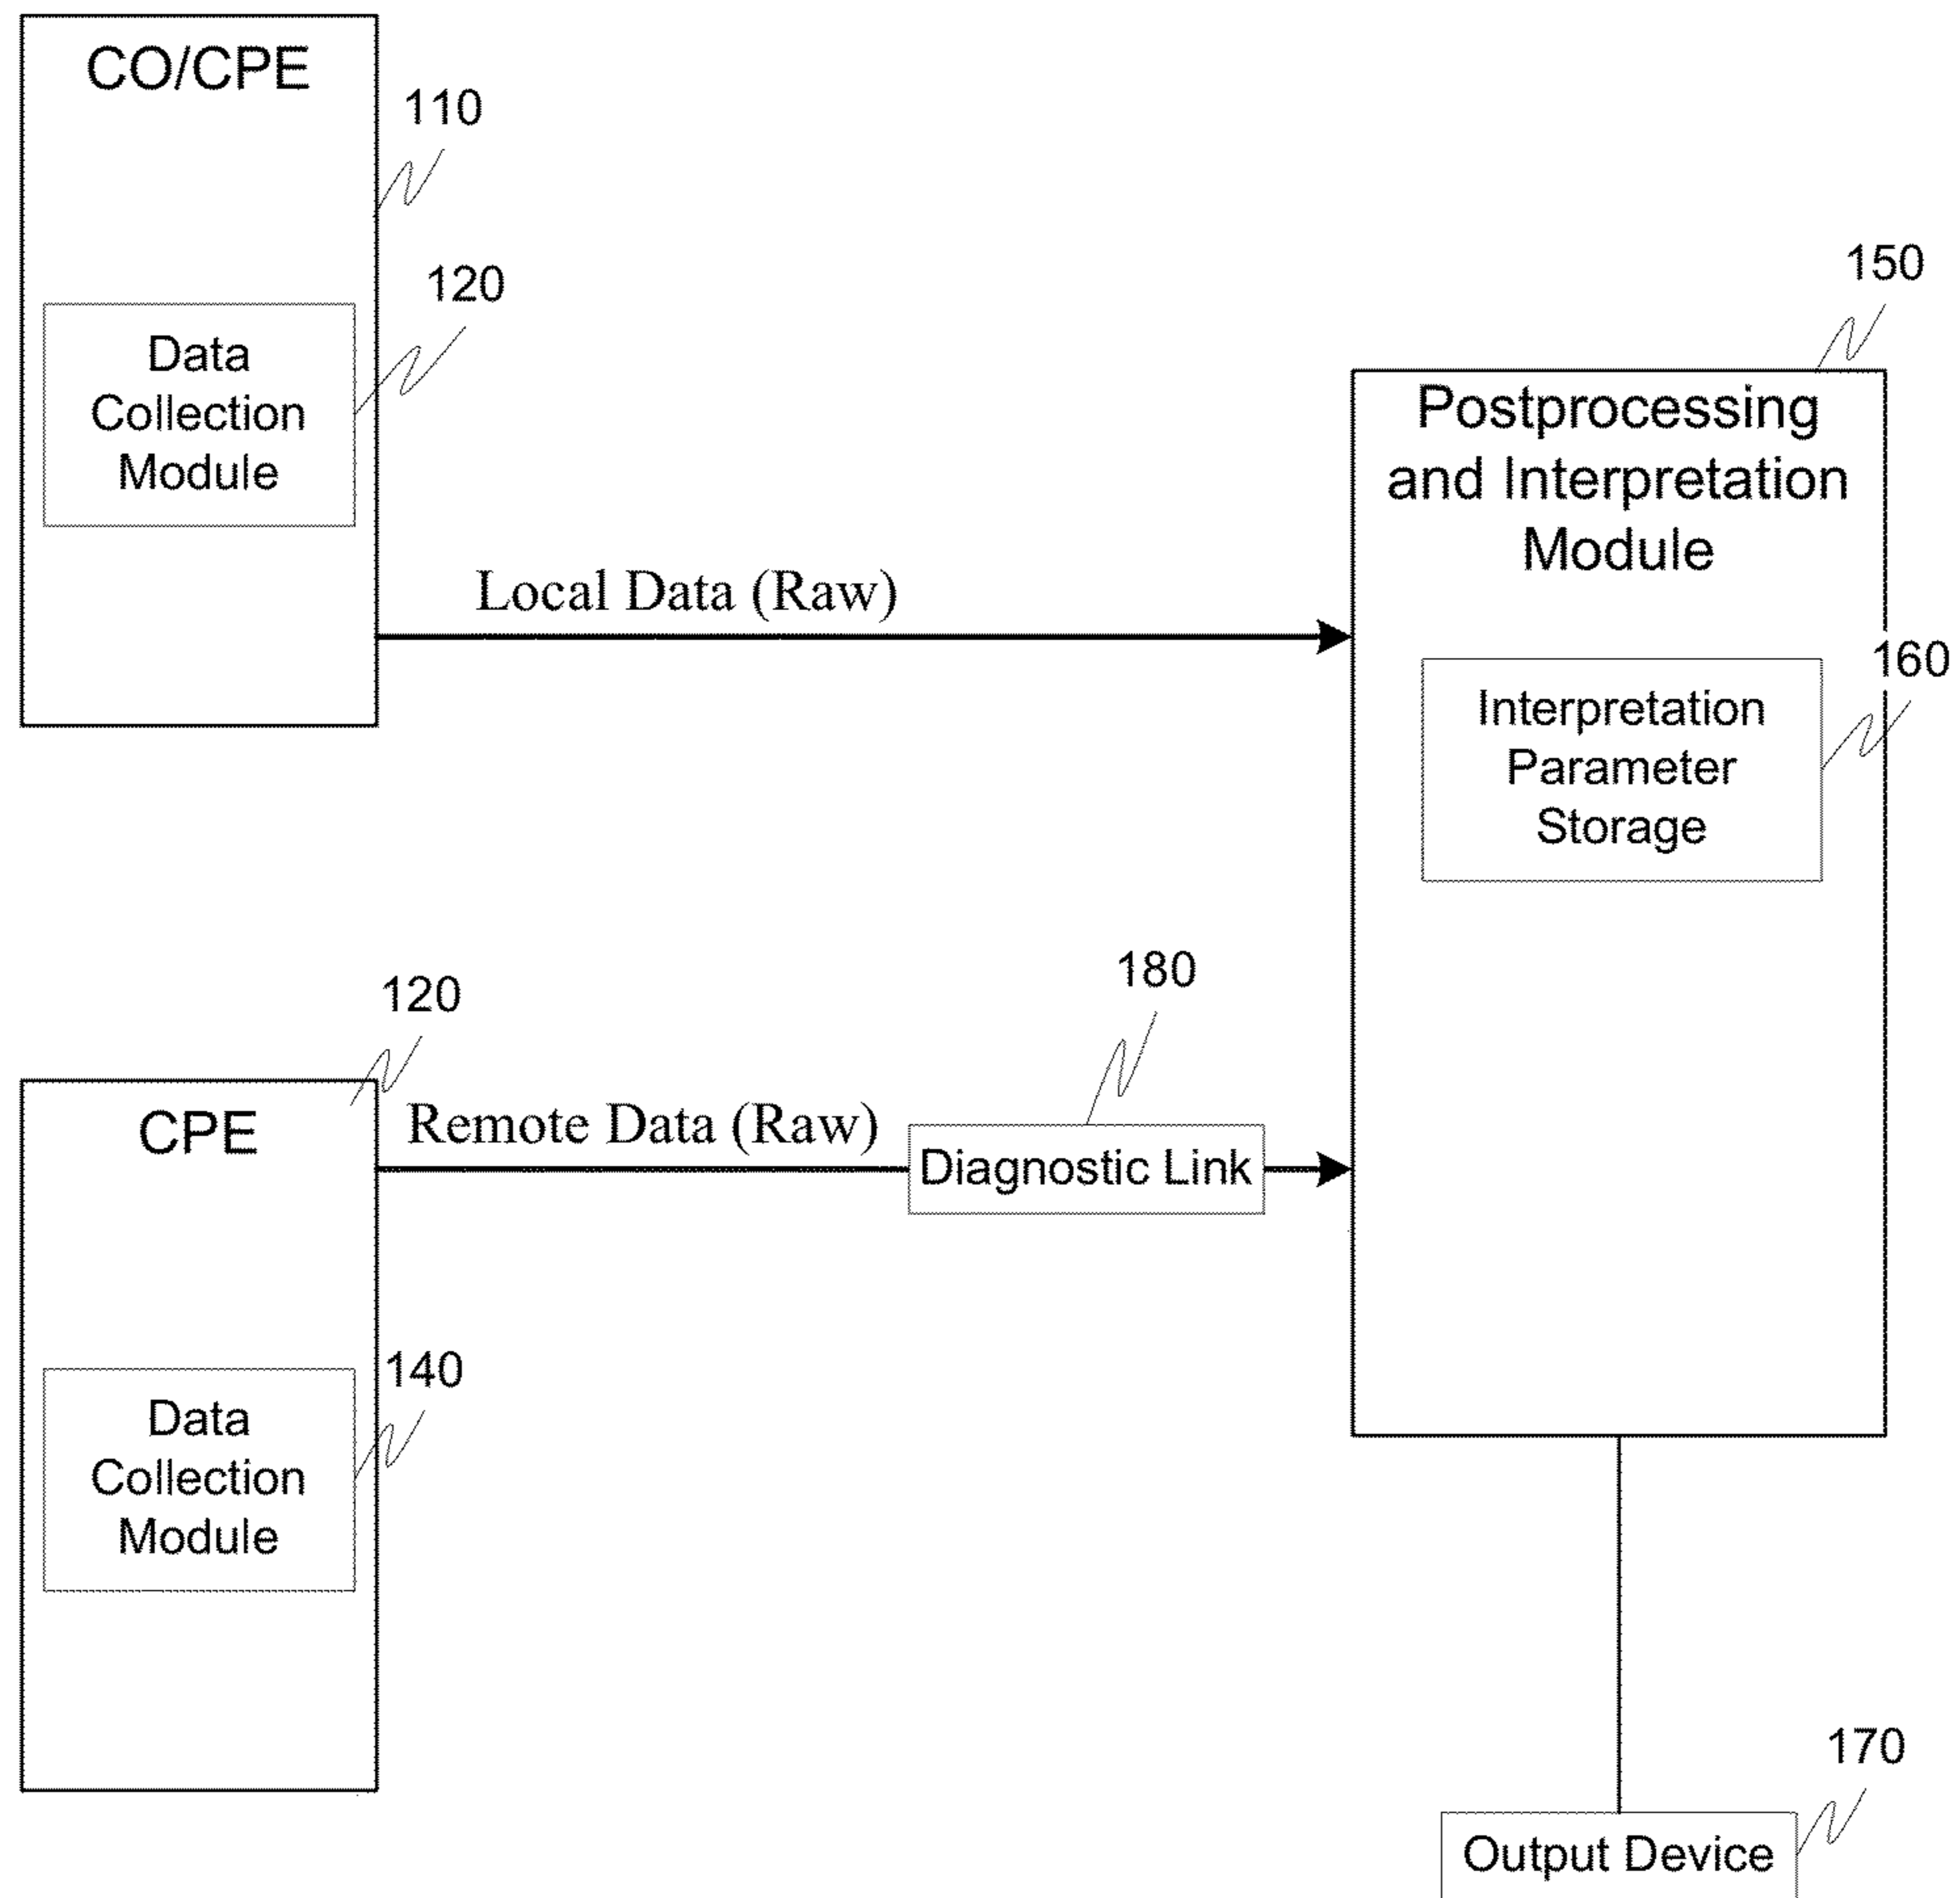 CO/CPE
110
120
Data
Collection
Module
Local Data (Raw)
150
Postprocessing
and Interpretation
Module
160
Interpretation
Parameter
Storage
120
CPE
Remote Data (Raw)
180
Diagnostic Link
140
Data
Collection
Module
170
Output Device